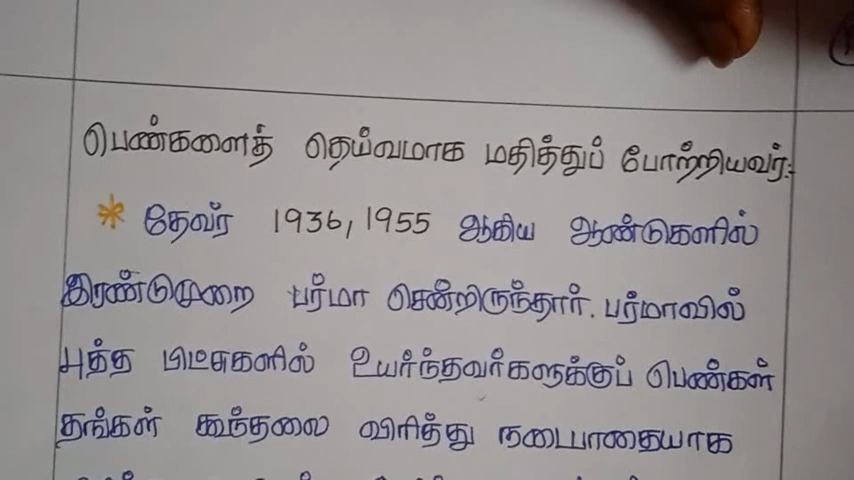 பெண்களைத் தெய்வமாக மதித்துப் போற்றியவர்:-
* தேவர் 1936, 1955 ஆகிய ஆண்டுகளில்
இரண்டுமுறை பர்மா சென்றிருந்தார். பர்மாவில்
புத்த பிட்சுகளில் உயர்ந்தவர்களுக்குப் பெண்கள்
தங்கள் கூந்தலை விரித்து நடைபாதையாக